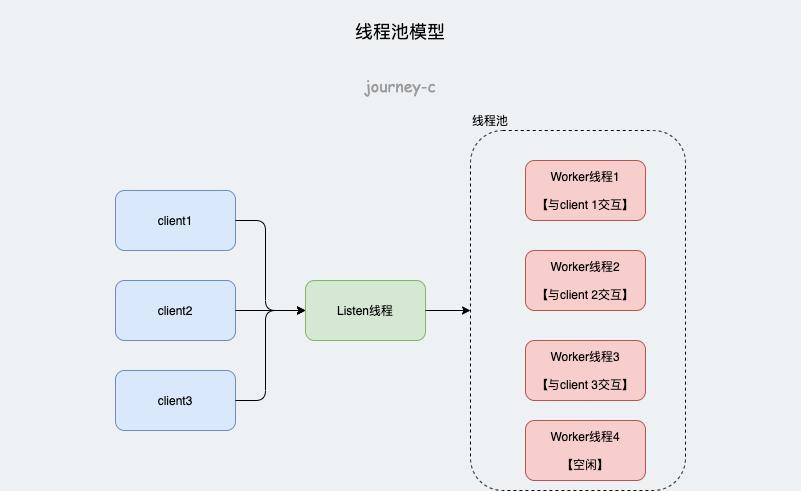 线程池模型
journey-c
线程池
client1
client2
client3
Listen线程
Worker线程1
【与client 1交互】
Worker线程2
【与client 2交互】
Worker线程3
【与client 3交互】
Worker线程4
【空闲】